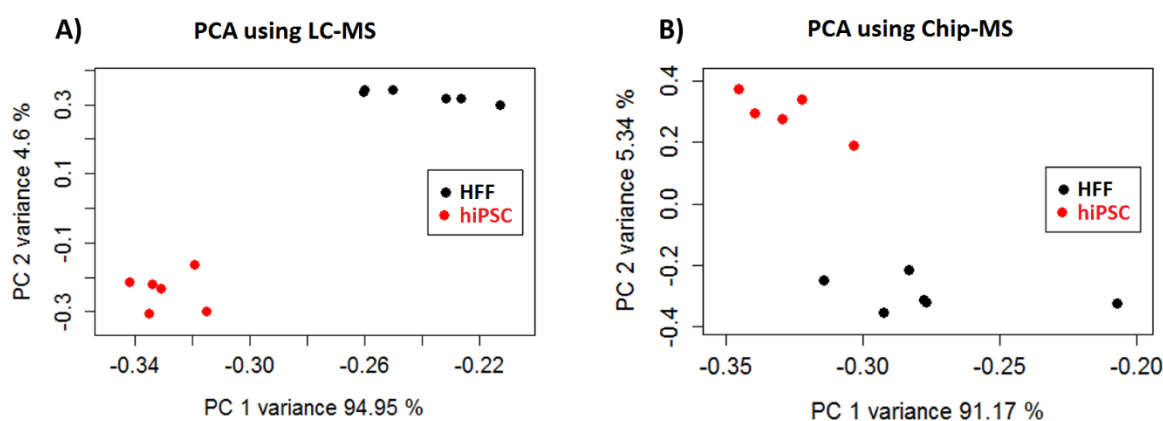 A)
PCA using LC-MS
PC 2 variance 4.6 %
0.3
0.1
-0.1
-0.3
HFF
hiPSC
-0.34
-0.30
-0.26
-0.22
PC 1 variance 94.95 %
B)
PCA using Chip-MS
PC 2 variance 5.34 %
0.4
0.2
0.0
-0.2
-0.4
HFF
hiPSC
-0.35
-0.30
-0.25
-0.20
PC 1 variance 91.17 %